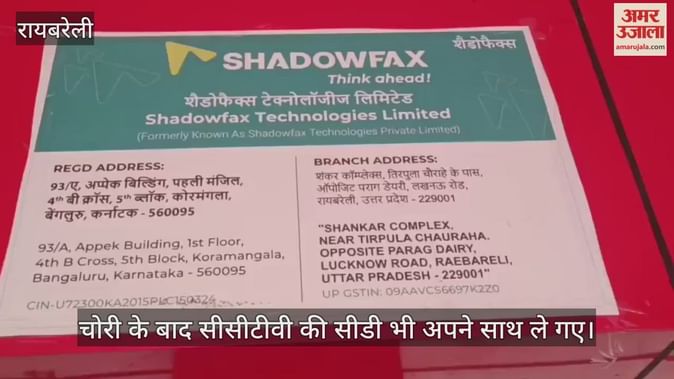 रायबरेली
अमर उजाला
amarujala.com
SHADOWFAX
शैडोफैक्स
Think ahead!
शैडोफैक्स टेक्नोलॉजीज लिमिटेड
Shadowfax Technologies Limited
(Formerly Known As Shadowfax Technologies Private Limited)
REGD ADDRESS:
93/ए, अप्पेक बिल्डिंग, पहली मंजिल,
4th बी क्रॉस, 5th ब्लॉक, कोरमंगला,
बेंगलुरु, कर्नाटक - 560095
93/A, Appek Building, 1st Floor,
4th B Cross, 5th Block, Koramangala,
Bangaluru, Karnataka - 560095
CIN-U72300KA2015PLC150324
BRANCH ADDRESS:
शंकर कॉम्प्लेक्स, तिरपुला चौराहे के पास,
ऑपोजिट पराग डेयरी, लखनऊ रोड,
रायबरेली, उत्तर प्रदेश - 229001
"SHANKAR COMPLEX,
NEAR TIRPULA CHAURAHA.
OPPOSITE PARAG DAIRY,
LUCKNOW ROAD, RAEBARELI,
UTTAR PRADESH - 229001"
UP GSTIN: 09AAVCS6697K2Z0
चोरी के बाद सीसीटीवी की सीडी भी अपने साथ ले गए।